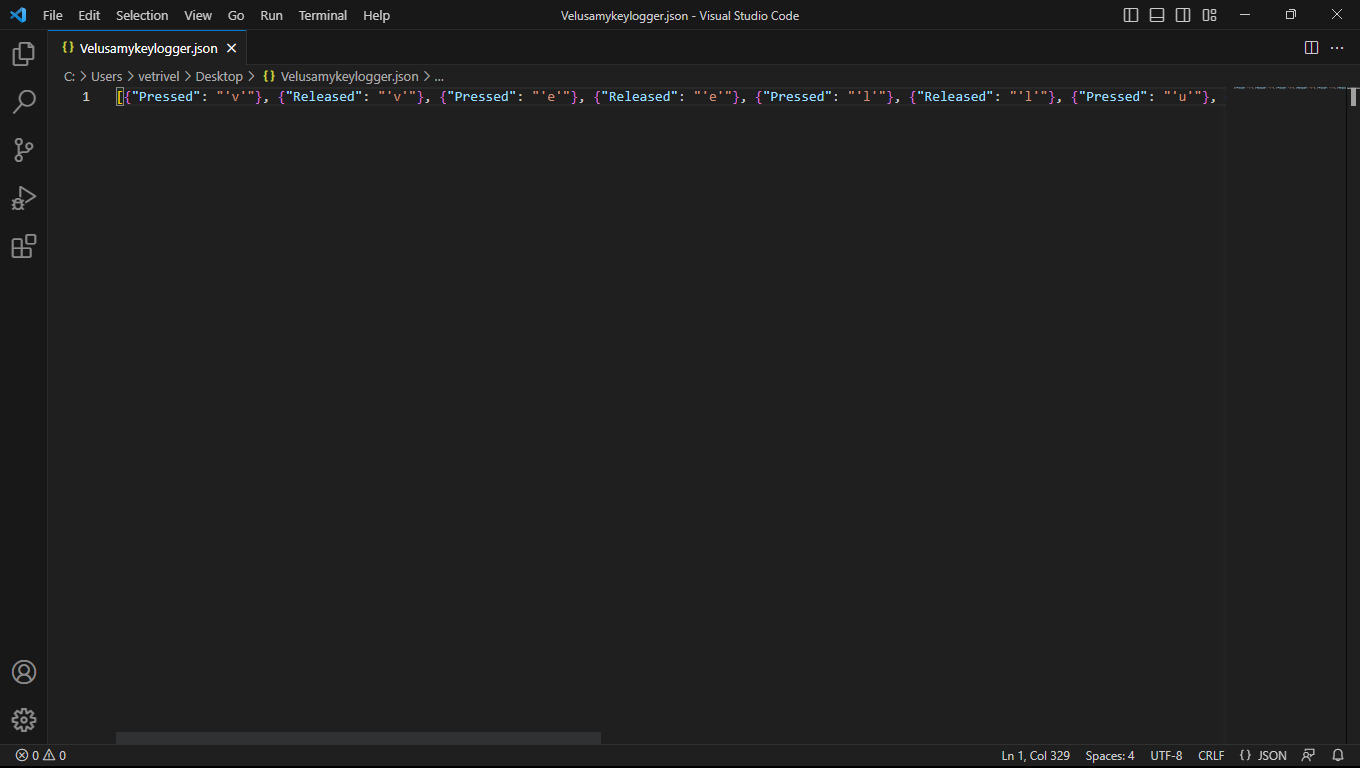 File Edit Selection View Go Run Terminal Help Velusamykeylogger.json - Visual Studio Code
{} Velusamykeylogger.json
C: > Users > vetrivel > Desktop > {} Velusamykeylogger.json > ...
1 [{"Pressed": "'v'"}, {"Released": "'v'"}, {"Pressed": "'e'"}, {"Released": "'e'"}, {"Pressed": "'l'"}, {"Released": "'l'"}, {"Pressed": "'u'"},
0 0 Ln 1, Col 329 Spaces: 4 UTF-8 CRLF {} JSON